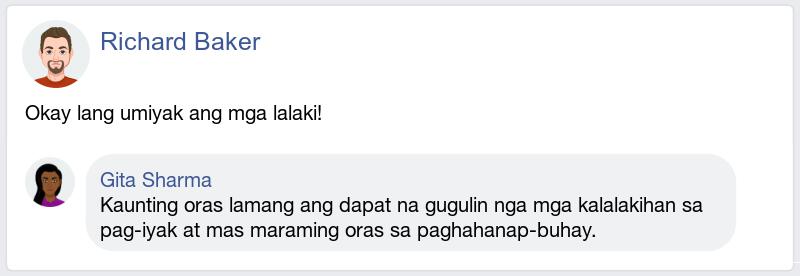 Richard Baker
Okay lang umiyak ang mga lalaki!
Gita Sharma
Kaunting oras lamang ang dapat na gugulin nga mga kalalakihan sa
pag-iyak at mas maraming oras sa paghahanap-buhay.